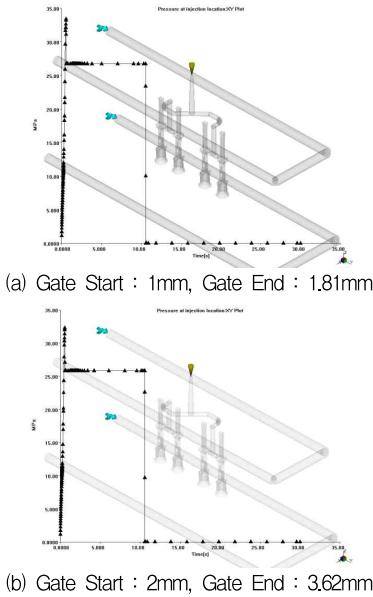 Pressure at injection location:XY Plot
35.00
30.00
25.00
20.00
15.00
10.00
5.000
0.0000
MPa
0.0000 5.000 10.00 15.00 20.00 25.00 30.00 35.00
Time[s]
(a) Gate Start : 1mm, Gate End : 1.81mm
Pressure at injection location:XY Plot
35.00
30.00
25.00
20.00
15.00
10.00
5.000
0.0000
MPa
0.0000 5.000 10.00 15.00 20.00 25.00 30.00 35.00
Time[s]
(b) Gate Start : 2mm, Gate End : 3.62mm